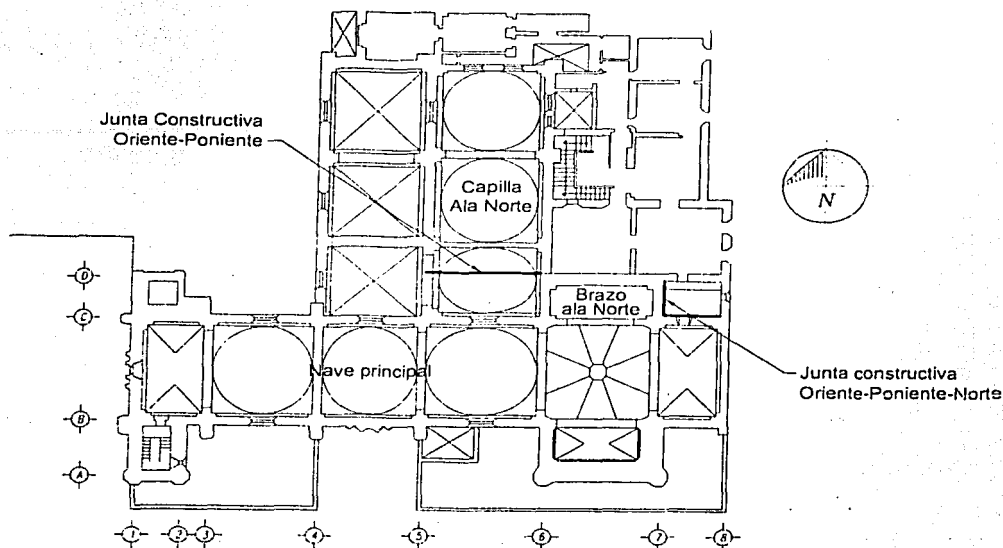 Junta Constructiva
Oriente-Poniente
Capilla
Ala Norte
N
D
Brazo
ala Norte
C
Nave principal
Junta constructiva
Oriente-Poniente-Norte
B
A
1 2 3 4 5 6 7 8